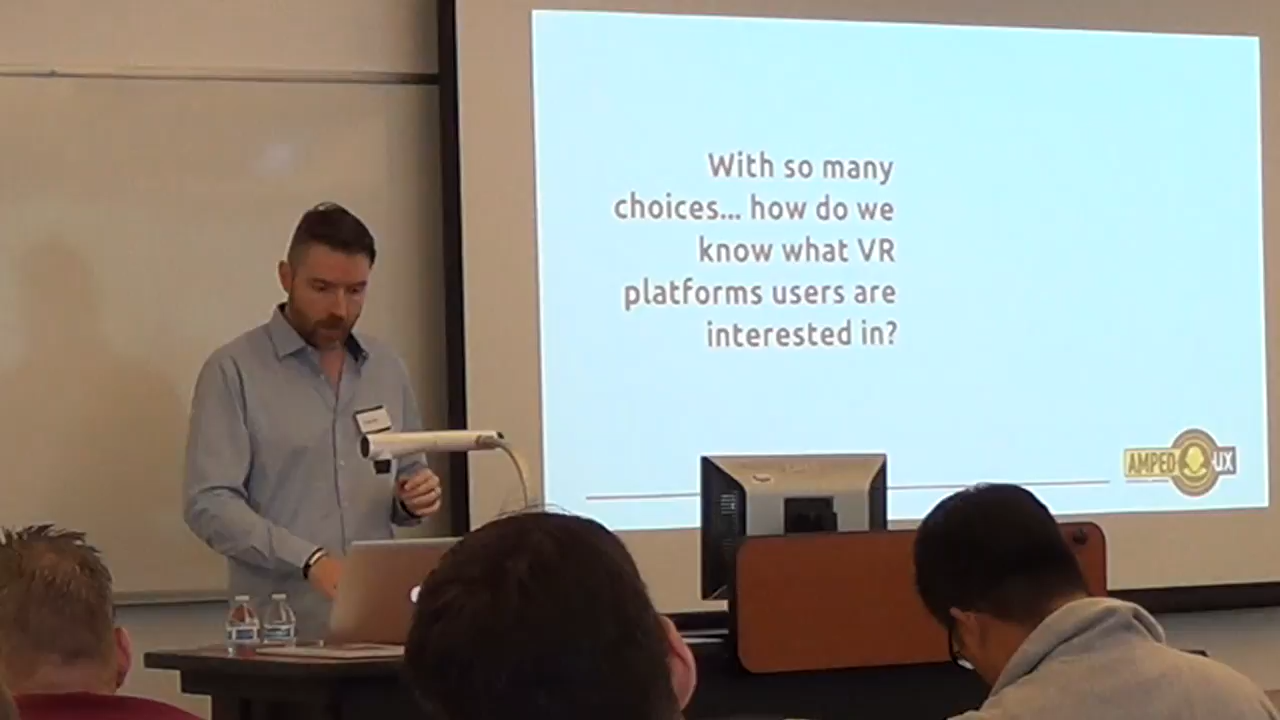 With so many
choices... how do we
know what VR
platforms users are
interested in?
AMPED UX